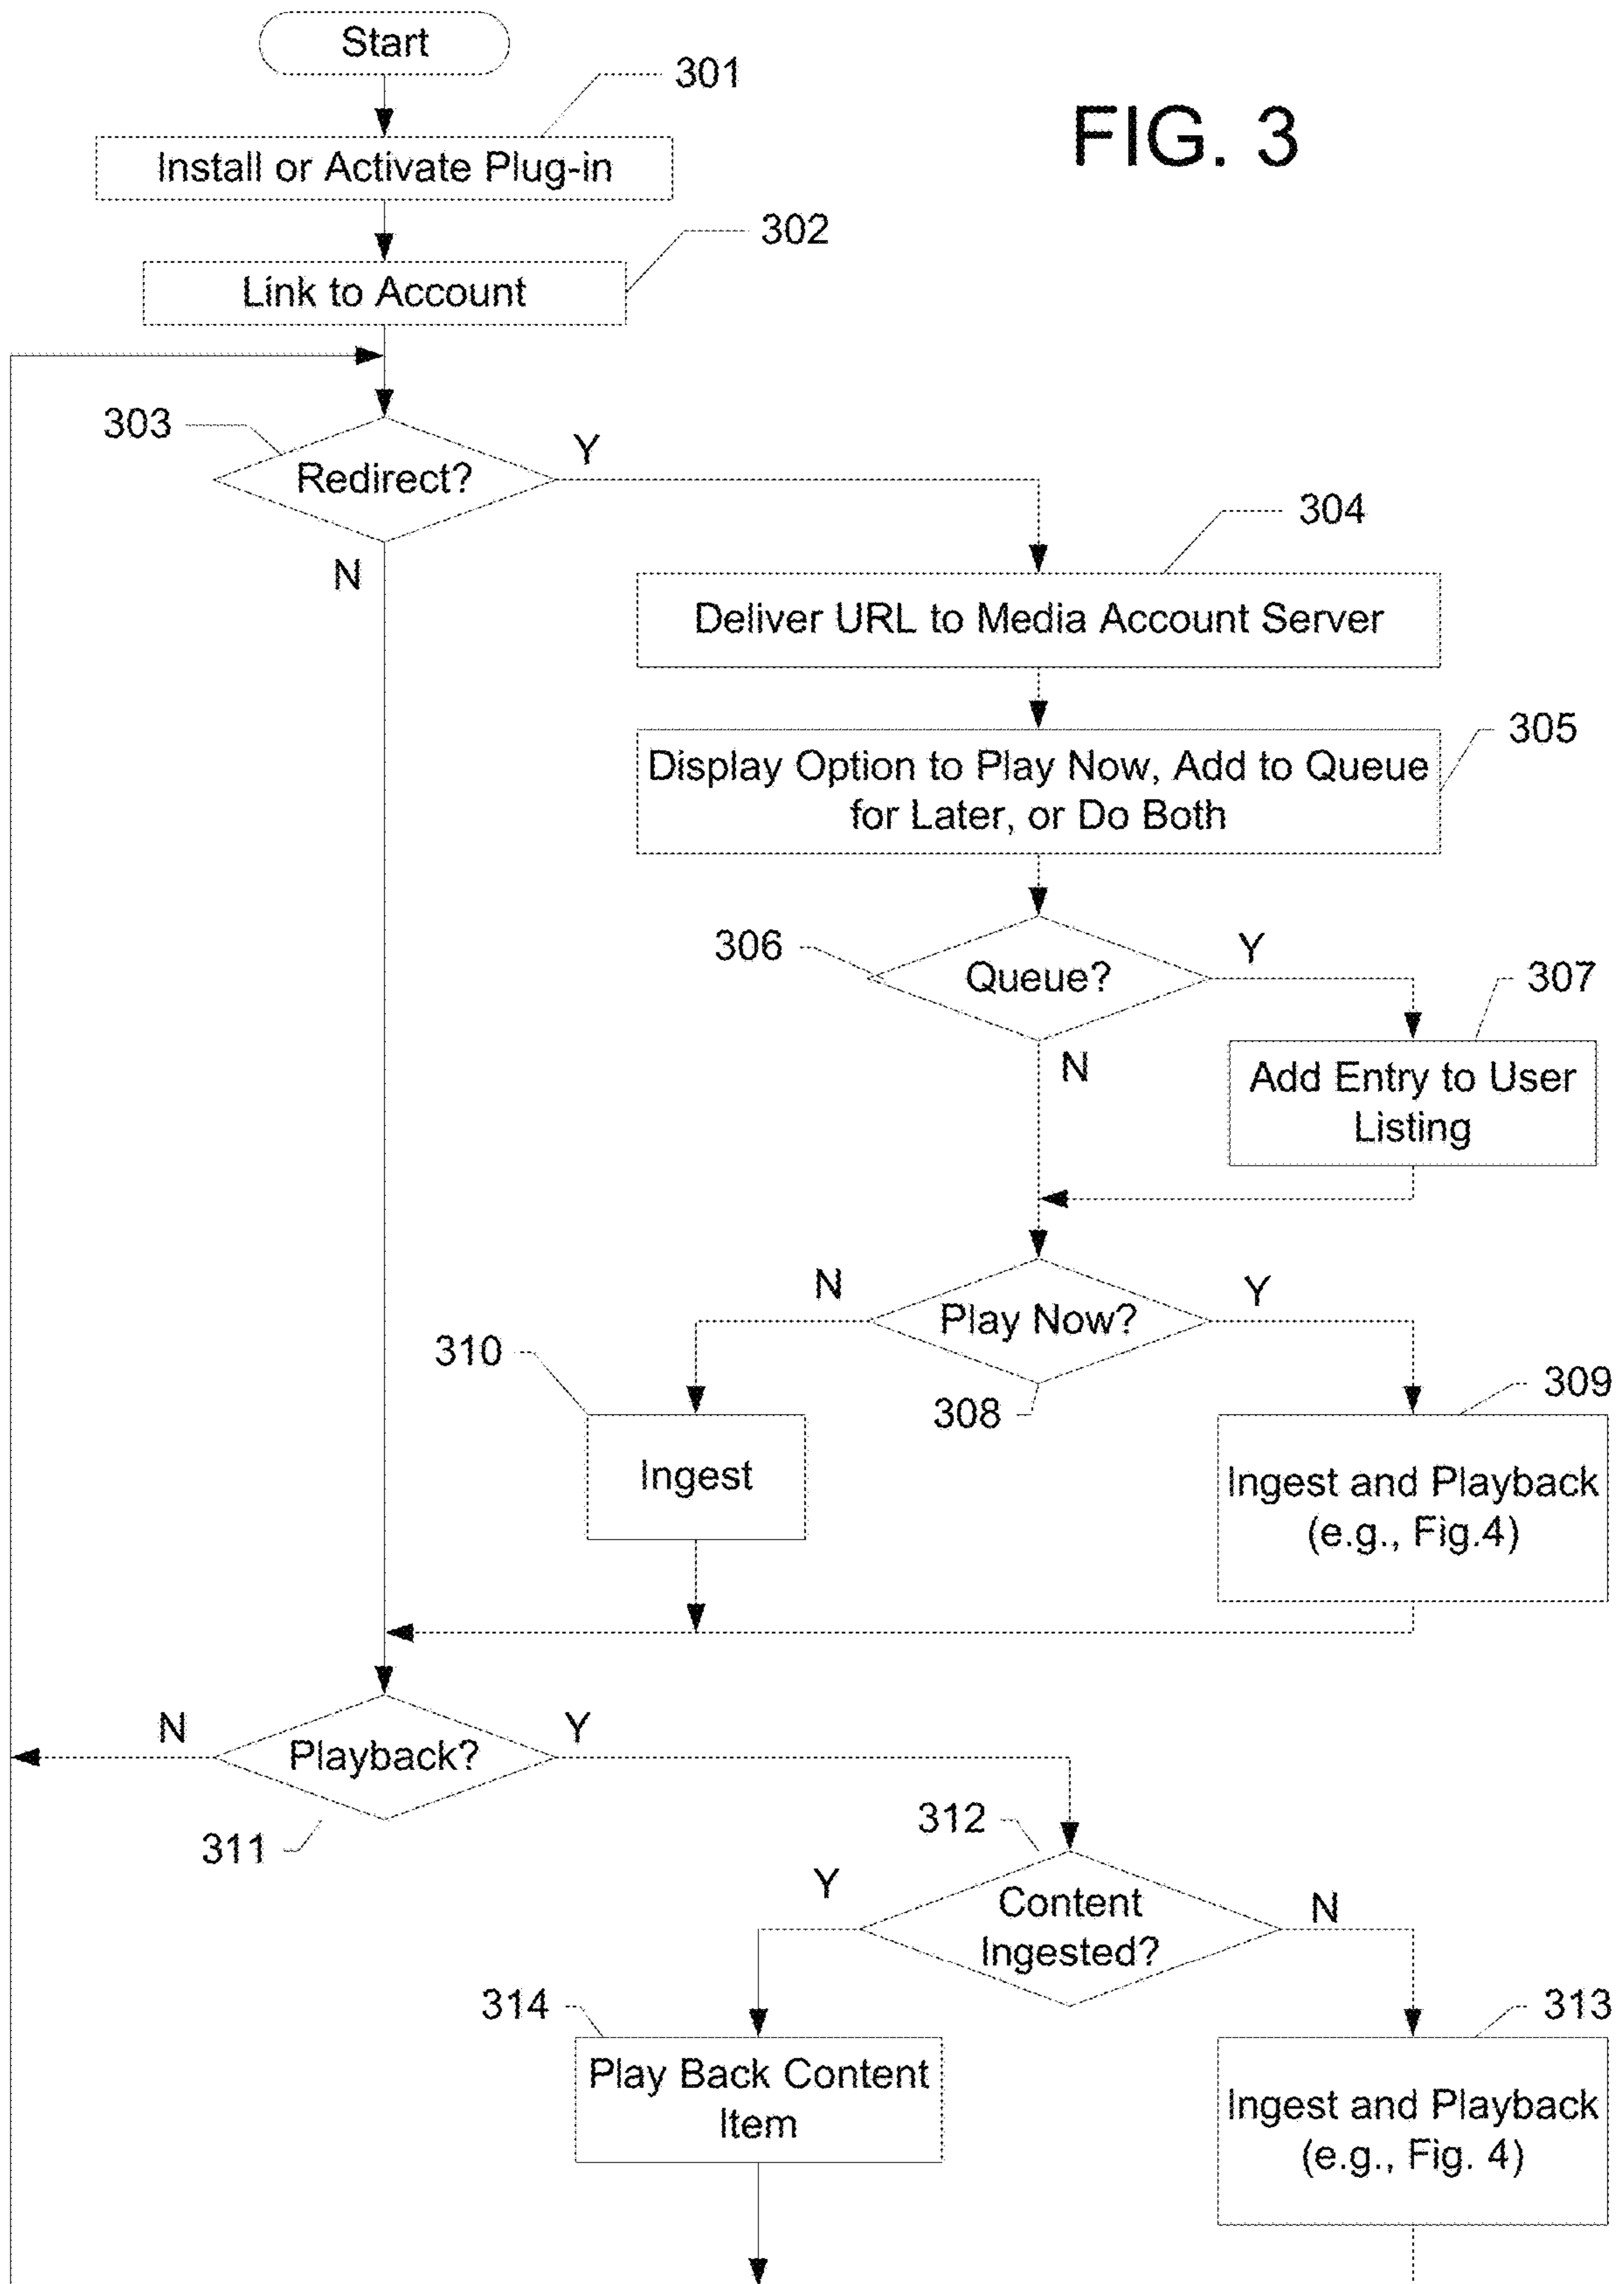 Start
301
FIG. 3
Install or Activate Plug-in
302
Link to Account
303
Redirect?
Y
N
304
Deliver URL to Media Account Server
305
Display Option to Play Now, Add to Queue
for Later, or Do Both
306
Queue?
Y
N
307
Add Entry to User
Listing
N
Play Now?
Y
308
310
Ingest
309
Ingest and Playback
(e.g., Fig.4)
N
Playback?
Y
311
312
Y
Content
Ingested?
N
314
Play Back Content
Item
313
Ingest and Playback
(e.g., Fig. 4)